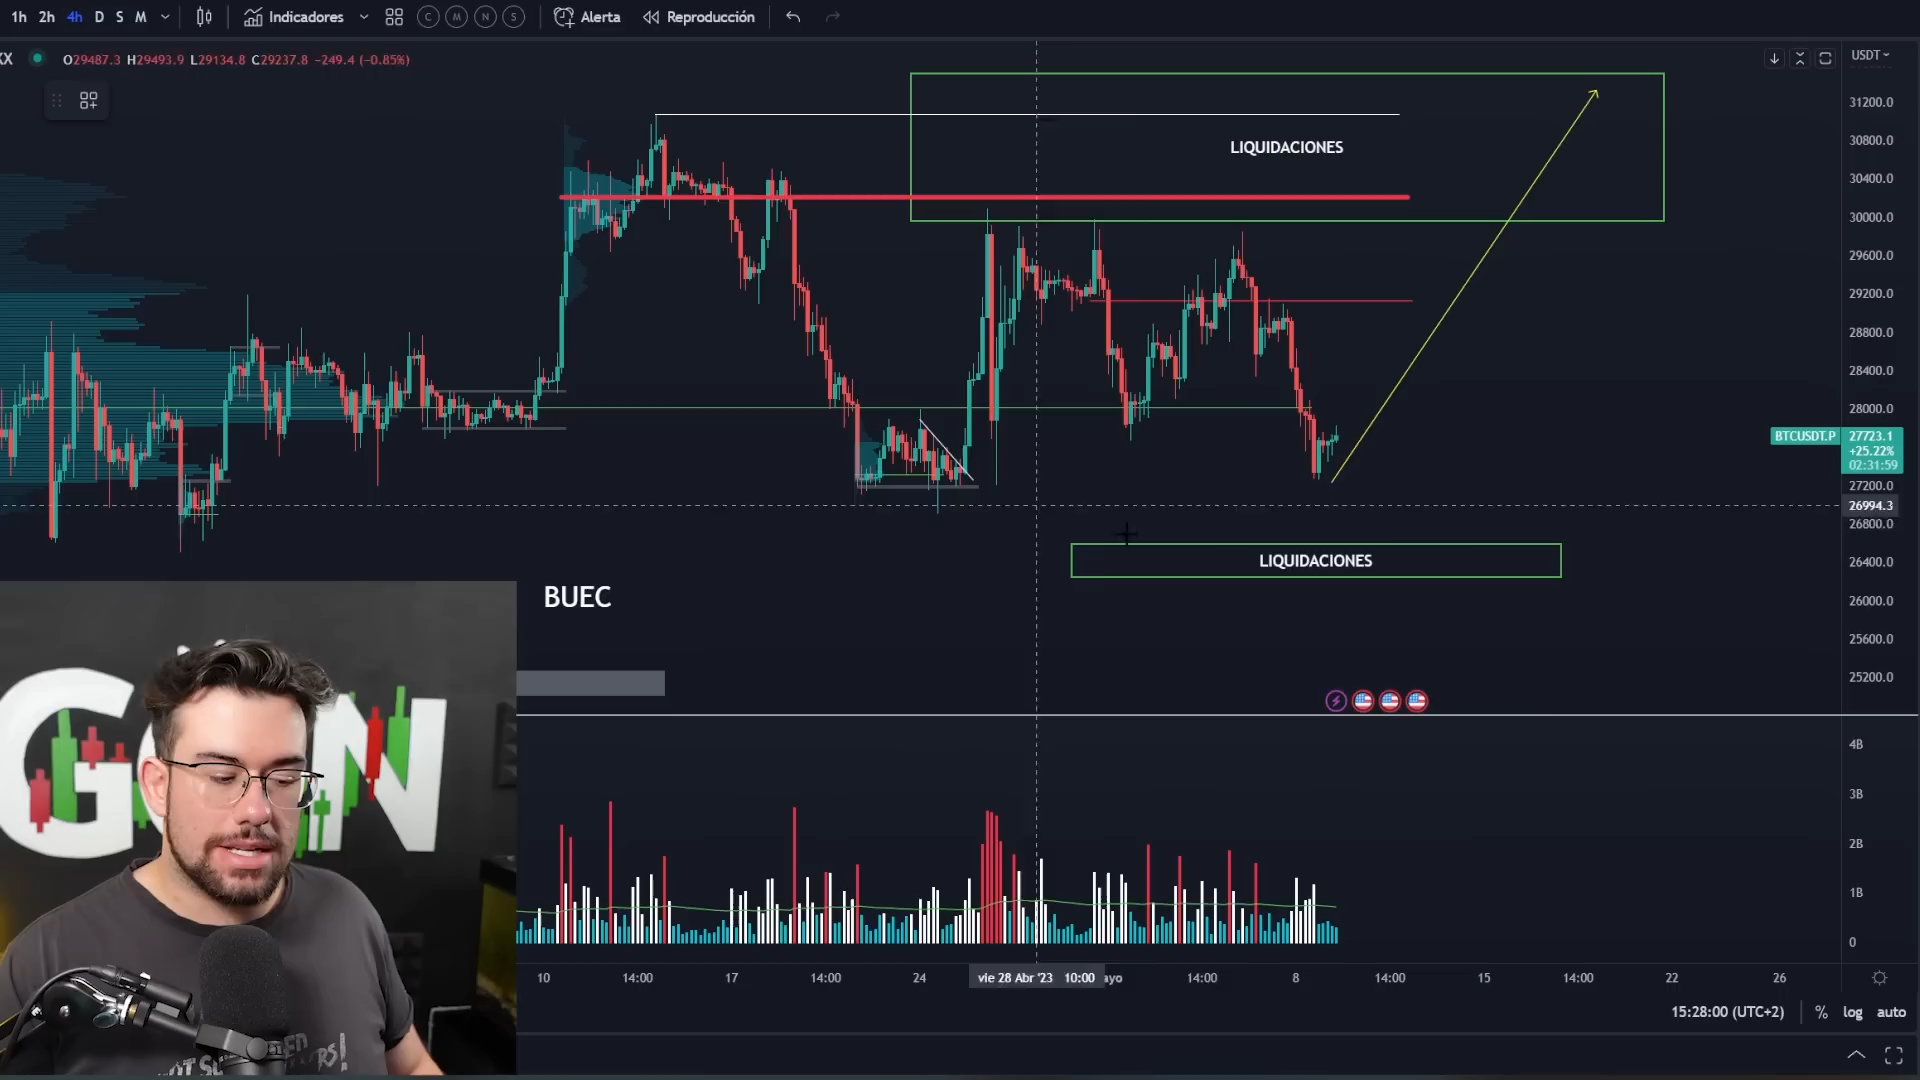 1h 2h 4h D S M Indicadores C M N S Alerta Reproducción
XX O29487.3 H29493.9 L29134.8 C29237.8 -249.4 (-0.85%)
USDT
31200.0
LIQUIDACIONES
30800.0
30400.0
30000.0
29600.0
29200.0
28800.0
28400.0
28000.0
BTCUSDT.P 27723.1
+25.22%
02:31:59
27200.0
26994.3
26800.0
LIQUIDACIONES
26400.0
BUEC
26000.0
25600.0
25200.0
4B
3B
2B
1B
0
10 14:00 17 14:00 24 vie 28 Abr '23 10:00 ayo 14:00 8 14:00 15 14:00 22 26
15:28:00 (UTC+2) % log auto